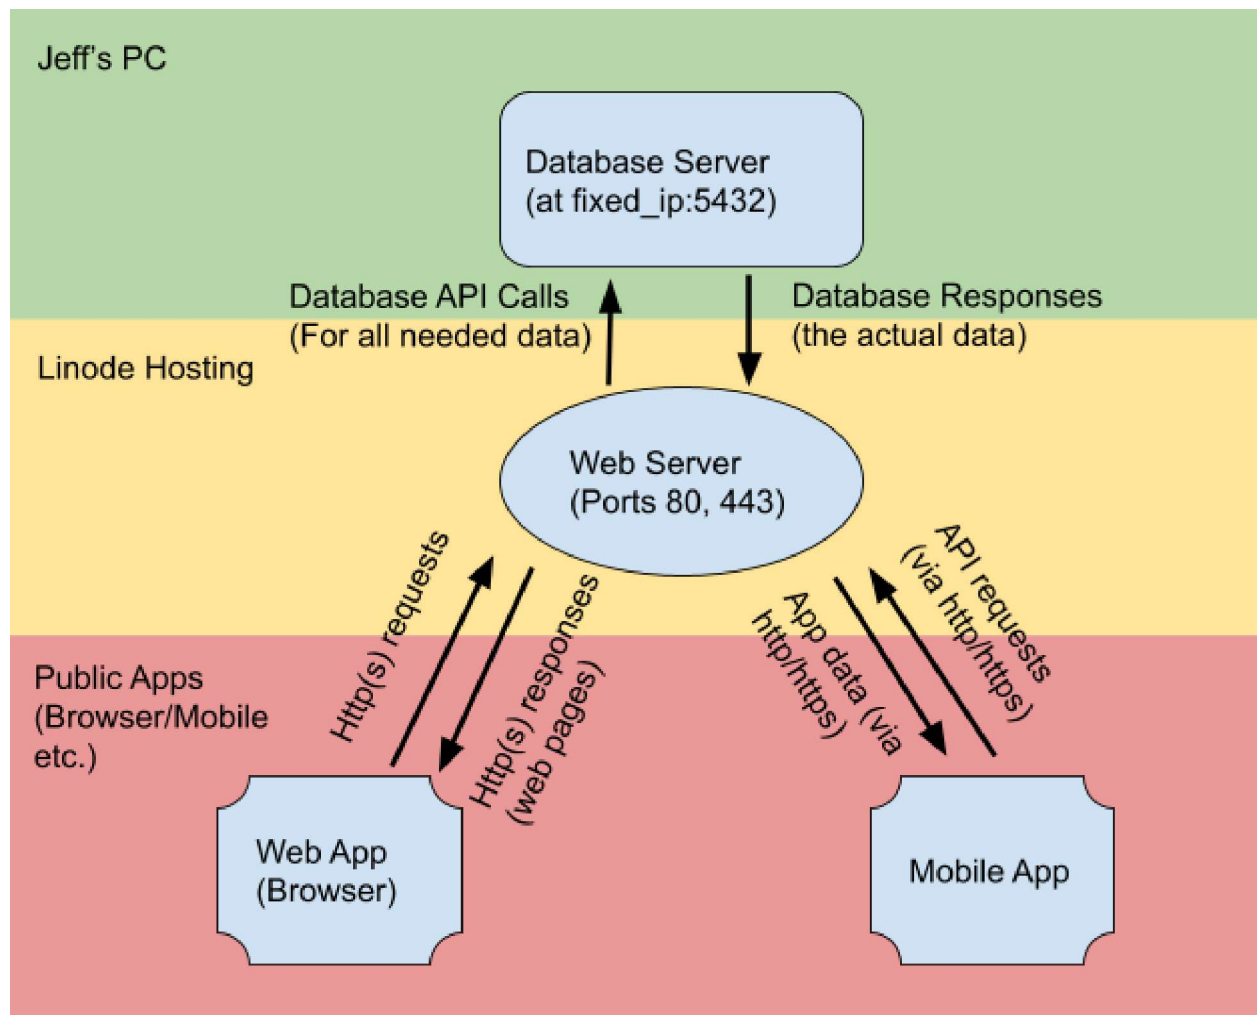 Jeff's PC
Database Server
(at fixed_ip:5432)
Database API Calls
(For all needed data)
Database Responses
(the actual data)
Linode Hosting
Web Server
(Ports 80, 443)
Http(s) requests
Http(s) responses
(web pages)
App data (via
http/https)
API requests
(via http/https)
Public Apps
(Browser/Mobile
etc.)
Web App
(Browser)
Mobile App